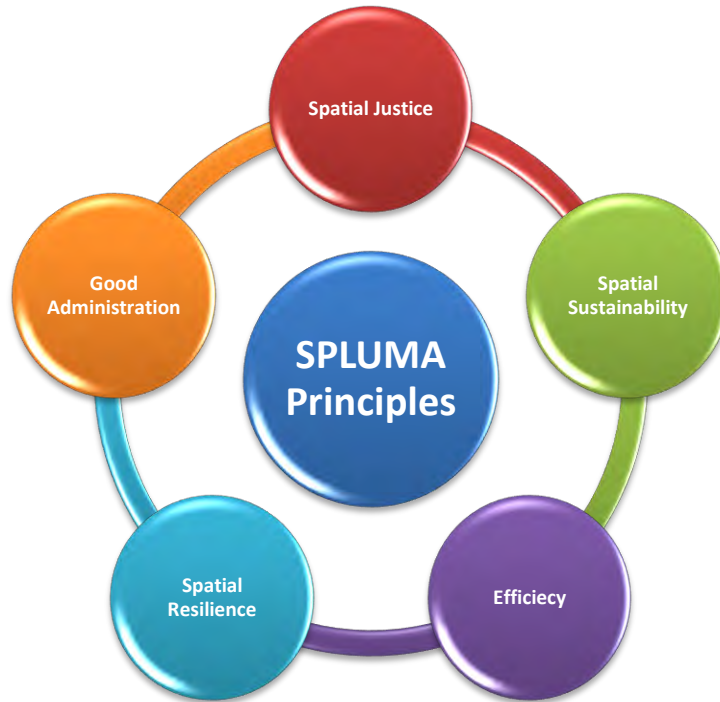 Spatial Justice
Spatial
Sustainability
Efficiecy
Spatial
Resilience
Good
Administration
SPLUMA
Principles